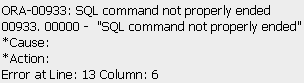 ORA-00933: SQL command not properly ended
00933. 00000 -  "SQL command not properly ended"
*Cause:
*Action:
Error at Line: 13 Column: 6